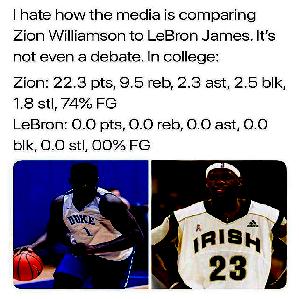 I hate how the media is comparing
Zion Williamson to LeBron James. It's
not even a debate. In college:
Zion: 22.3 pts, 9.5 reb, 2.3 ast, 2.5 blk,
1.8 stl, 74% FG
LeBron: 0.0 pts, 0.0 reb, 0.0 ast, 0.0
blk, 0.0 stl, 00% FG
DUKE
1
IRISH
23